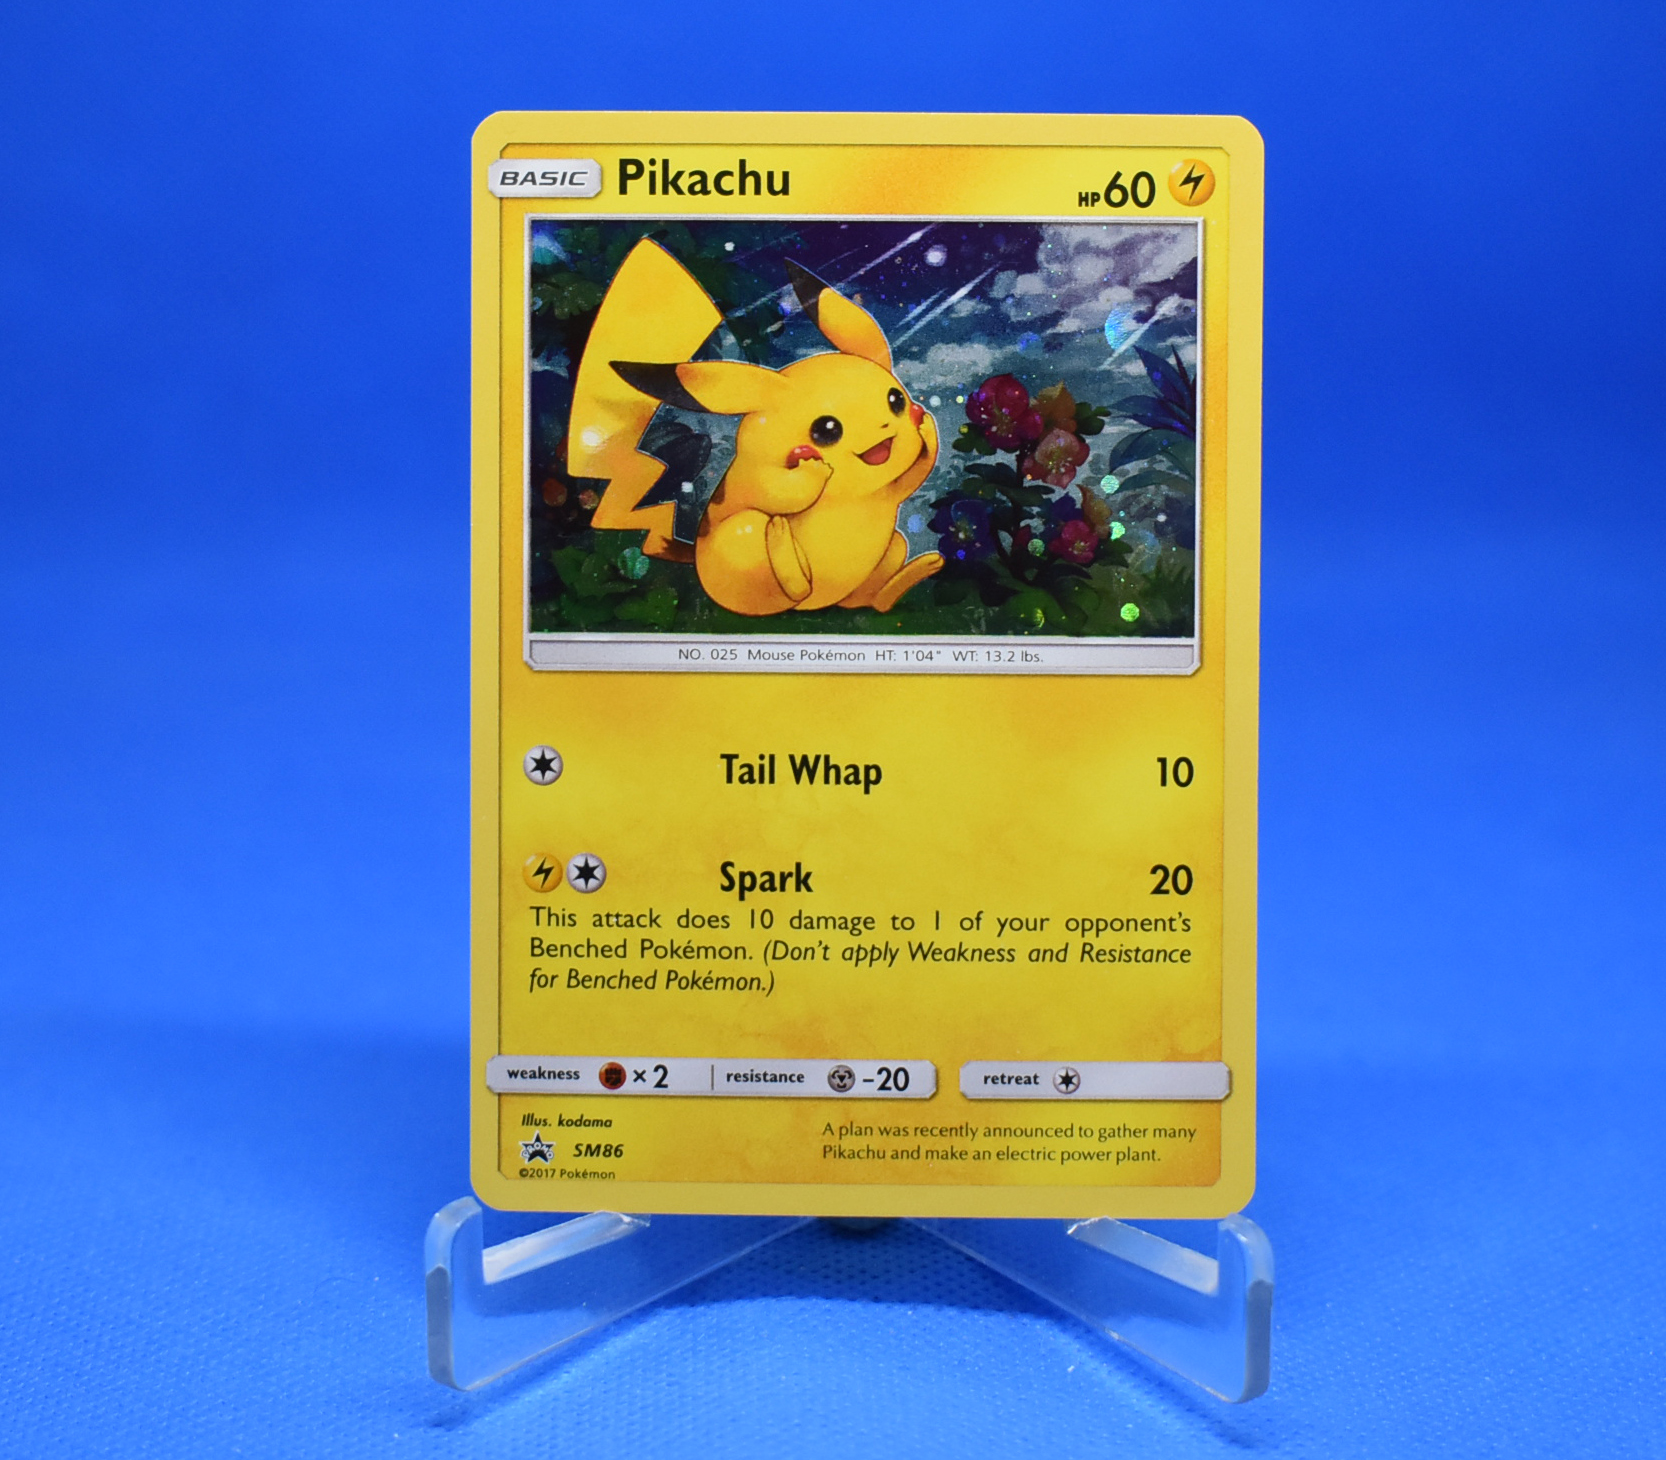 BASIC Pikachu HP 60
NO. 025 Mouse Pokémon HT: 1'04" WT: 13.2 lbs.
Tail Whap 10
Spark 20
This attack does 10 damage to 1 of your opponent's
Benched Pokémon. (Don't apply Weakness and Resistance
for Benched Pokémon.)
weakness ×2 resistance -20 retreat
Illus. kodama
SM86
©2017 Pokémon
A plan was recently announced to gather many
Pikachu and make an electric power plant.